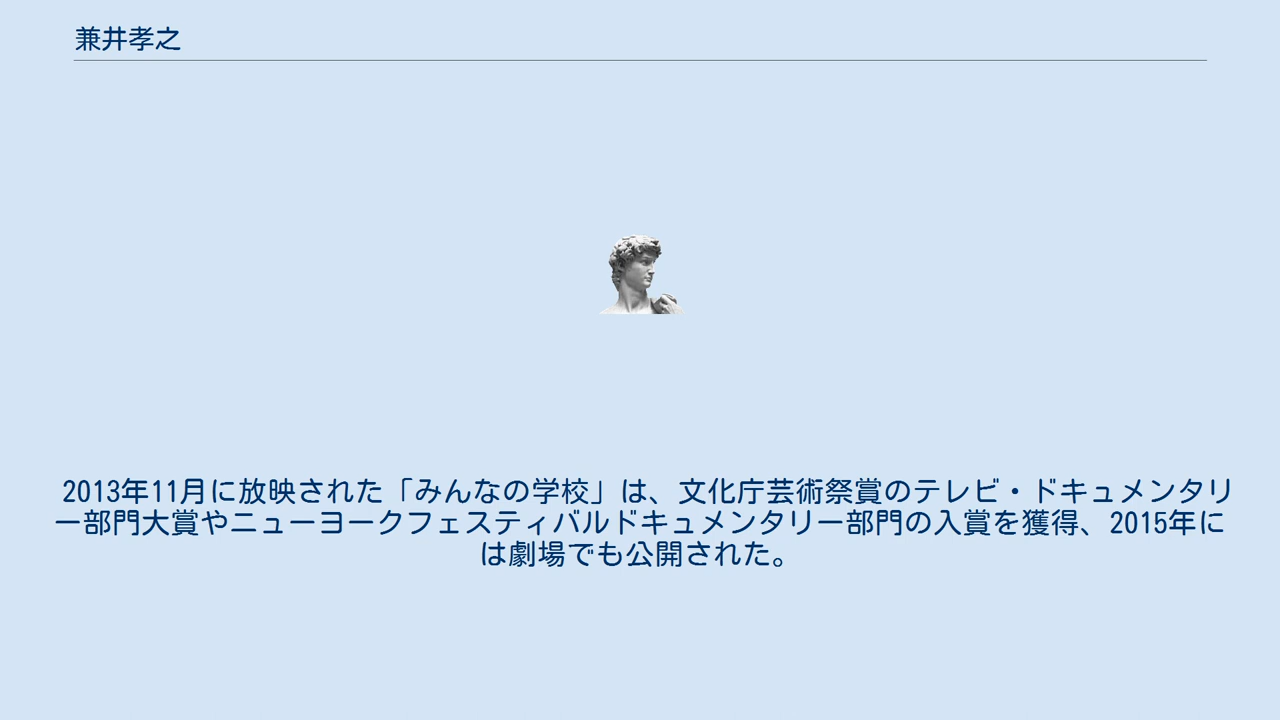 兼井孝之
2013年11月に放映された「みんなの学校」は、文化庁芸術祭賞のテレビ・ドキュメンタリ
ー部門大賞やニューヨークフェスティバルドキュメンタリー部門の入賞を獲得、2015年に
は劇場でも公開された。